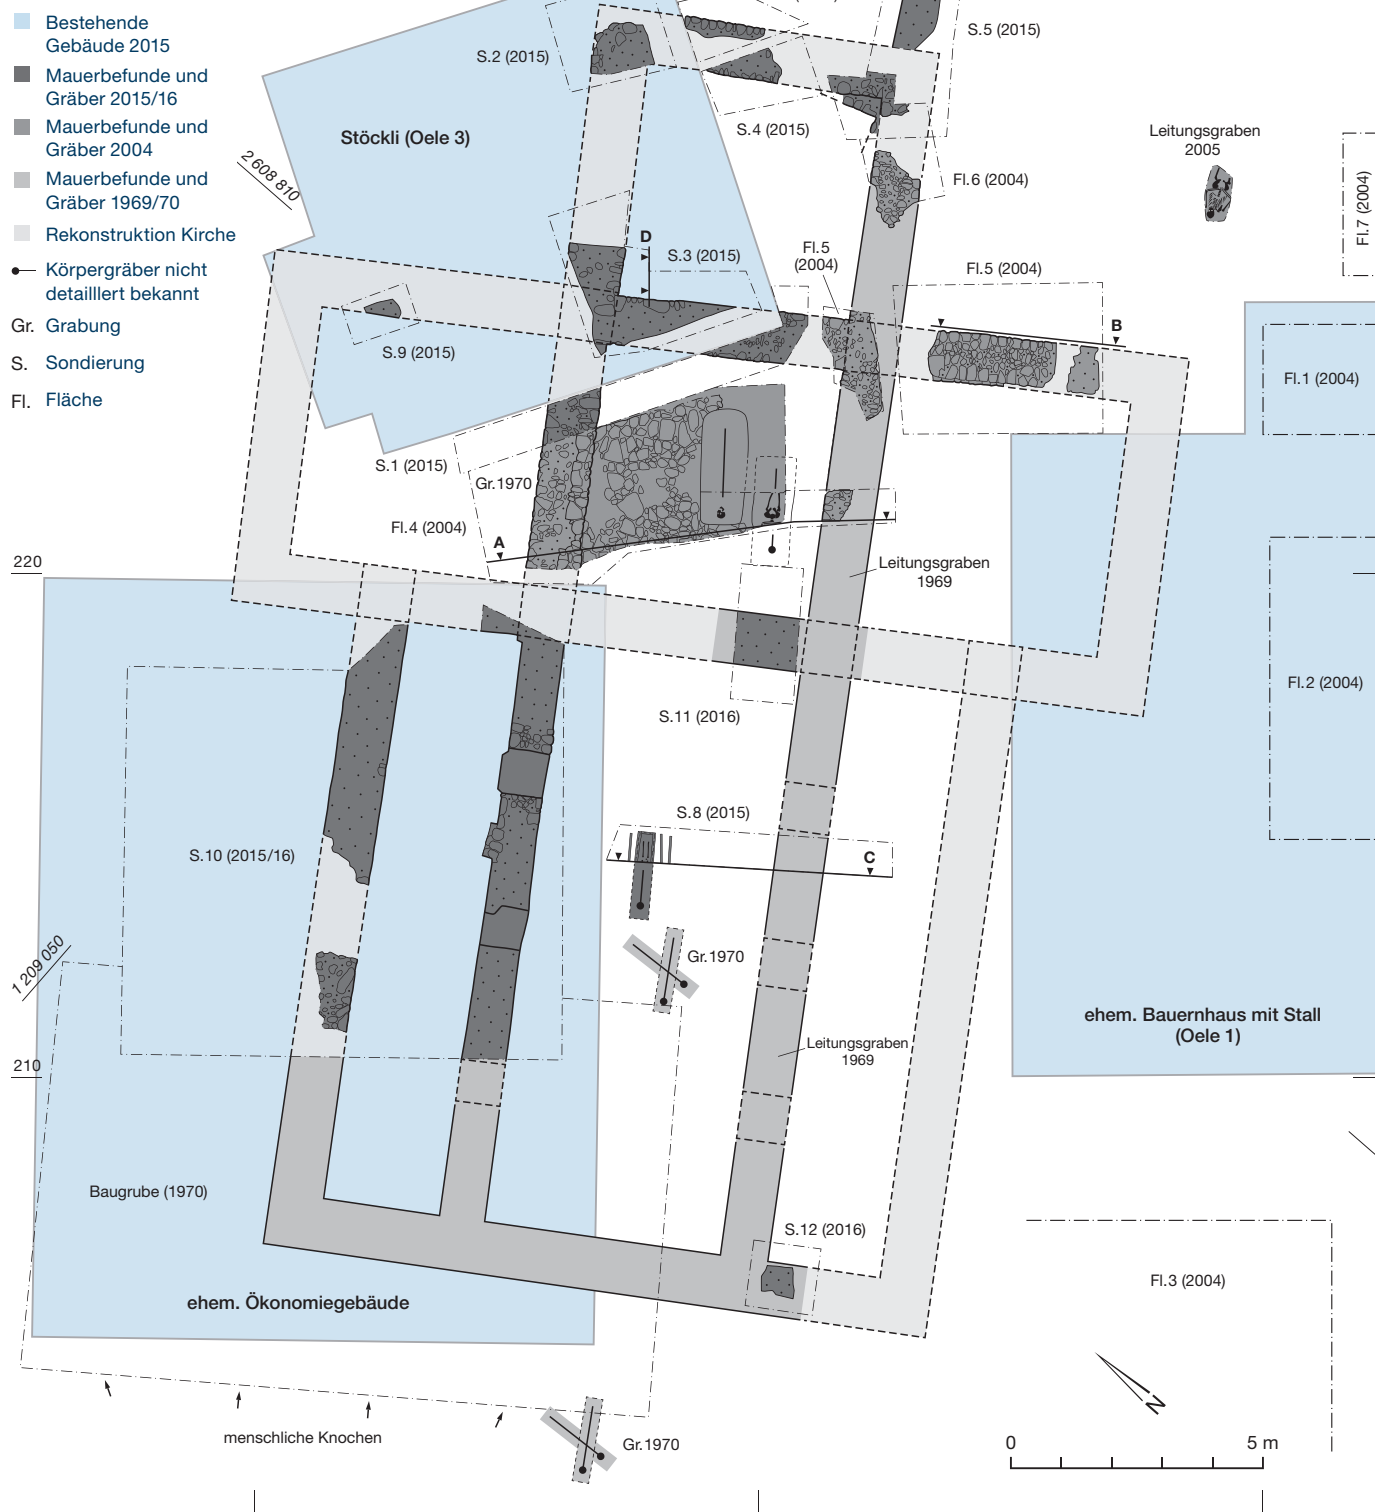 Bestehende
Gebäude 2015
Mauerbefunde und
Gräber 2015/16
Mauerbefunde und
Gräber 2004
Mauerbefunde und
Gräber 1969/70
Rekonstruktion Kirche
Körpergräber nicht
detailllert bekannt
Gr. Grabung
S. Sondierung
Fl. Fläche
S.2 (2015)
S.5 (2015)
Stöckli (Oele 3)
S.4 (2015)
Leitungsgraben
2005
2 608 810
Fl.6 (2004)
Fl.7 (2004)
D
S.3 (2015)
Fl.5
(2004)
Fl.5 (2004)
B
S.9 (2015)
Fl.1 (2004)
S.1 (2015)
Gr.1970
Fl.4 (2004)
A
220
Leitungsgraben
1969
Fl.2 (2004)
S.11 (2016)
S.8 (2015)
S.10 (2015/16)
C
1 209 050
Gr.1970
ehem. Bauernhaus mit Stall
(Oele 1)
Leitungsgraben
1969
210
Baugrube (1970)
S.12 (2016)
Fl.3 (2004)
ehem. Ökonomiegebäude
N
menschliche Knochen
Gr.1970
0
5 m